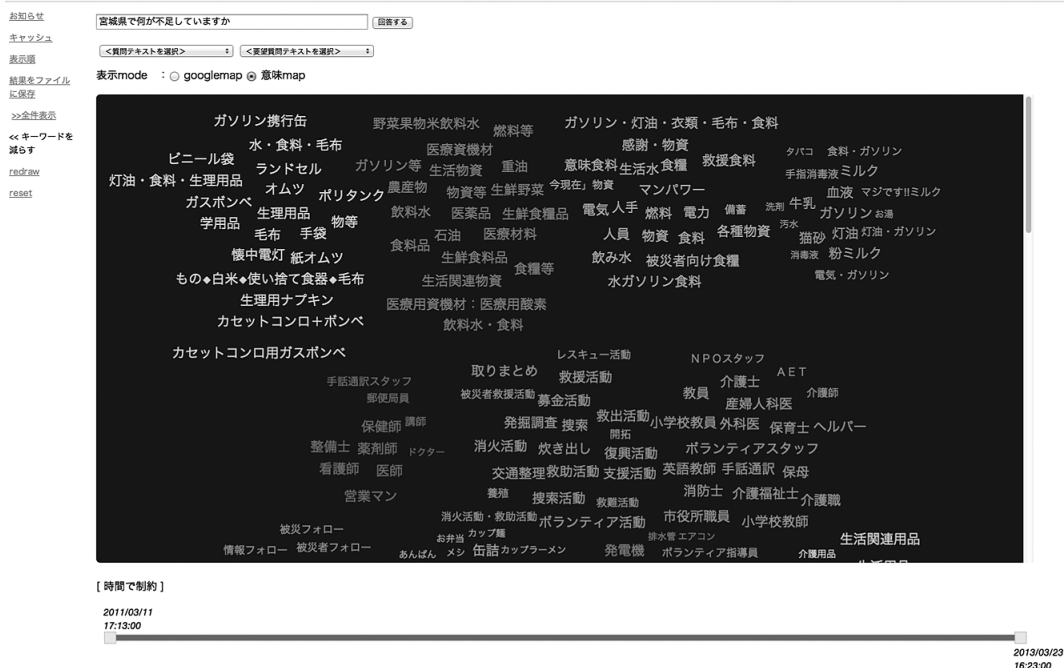 お知らせ
キャッシュ
表示順
結果をファイル
に保存
>>全件表示
<< キーワードを
減らす
redraw
reset
宮城県で何が不足していますか
回答する
<質問テキストを選択>
<要望質問テキストを選択>
表示mode ： googlemap 意味map
ガソリン携行缶
水・食料・毛布
ビニール袋
ランドセル
灯油・食料・生理用品
オムツ
ポリタンク
ガスボンベ
生理用品
学用品
物等
毛布
手袋
懐中電灯
紙オムツ
もの◆白米◆使い捨て食器◆毛布
生理用ナプキン
カセットコンロ＋ボンベ
カセットコンロ用ガスボンベ
野菜果物米飲料水
燃料等
医療資機材
ガソリン等
生活物資
重油
農産物
物資等
生鮮野菜
飲料水
医薬品
生鮮食糧品
石油
医療材料
食料品
生鮮食料品
食糧等
生活関連物資
医療用資機材：医療用酸素
飲料水・食料
ガソリン・灯油・衣類・毛布・食料
感謝・物資
意味食料
生活水
食糧
救援食料
今現在」物資
マンパワー
電気
人手
燃料
電力
備蓄
人員
物資
食料
各種物資
飲み水
被災者向け食糧
水ガソリン食料
タバコ
食料・ガソリン
手指消毒液
ミルク
血液
マジです!!ミルク
洗剤
牛乳
ガソリン
お湯
汚水
猫砂
灯油
灯油・ガソリン
消毒液
粉ミルク
電気・ガソリン
手話通訳スタッフ
郵便局員
保健師
講師
整備士
薬剤師
ドクター
看護師
医師
営業マン
被災フォロー
情報フォロー
被災者フォロー
レスキュー活動
取りまとめ
救援活動
被災者救援活動
募金活動
発掘調査
捜索
救出活動
開拓
消火活動
炊き出し
復興活動
交通整理
救助活動
支援活動
養殖
捜索活動
救難活動
消火活動・救助活動
ボランティア活動
お弁当
カップ麺
あんぱん
メシ
缶詰
カップラーメン
発電機
排水管
エアコン
ボランティア指導員
NPOスタッフ
AET
介護士
教員
介護師
産婦人科医
小学校教員
外科医
保育士
ヘルパー
ボランティアスタッフ
英語教師
手話通訳
保母
消防士
介護福祉士
介護職
市役所職員
小学校教師
生活関連用品
介護用品
[ 時間で制約 ]
2011/03/11
17:13:00
2013/03/23
16:23:00